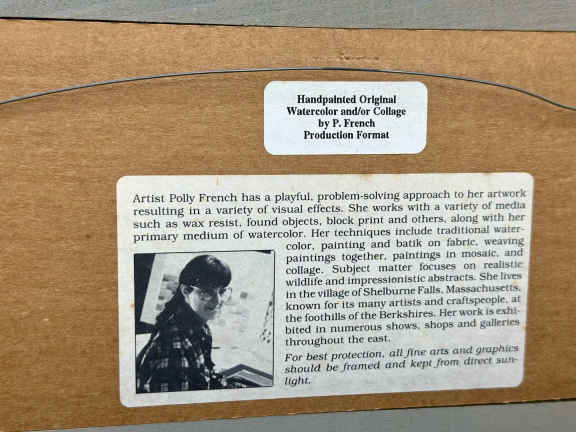 Handpainted Original
Watercolor and/or Collage
by P. French
Production Format
Artist Polly French has a playful, problem-solving approach to her artwork
resulting in a variety of visual effects. She works with a variety of media
such as wax resist, found objects, block print and others, along with her
primary medium of watercolor. Her techniques include traditional water-
color, painting and batik on fabric, weaving
paintings together, paintings in mosaic, and
collage. Subject matter focuses on realistic
wildlife and impressionistic abstracts. She lives
in the village of Shelburne Falls, Massachusetts,
known for its many artists and craftspeople, at
the foothills of the Berkshires. Her work is exhi-
bited in numerous shows, shops and galleries
throughout the east.
For best protection, all fine arts and graphics
should be framed and kept from direct sun-
light.